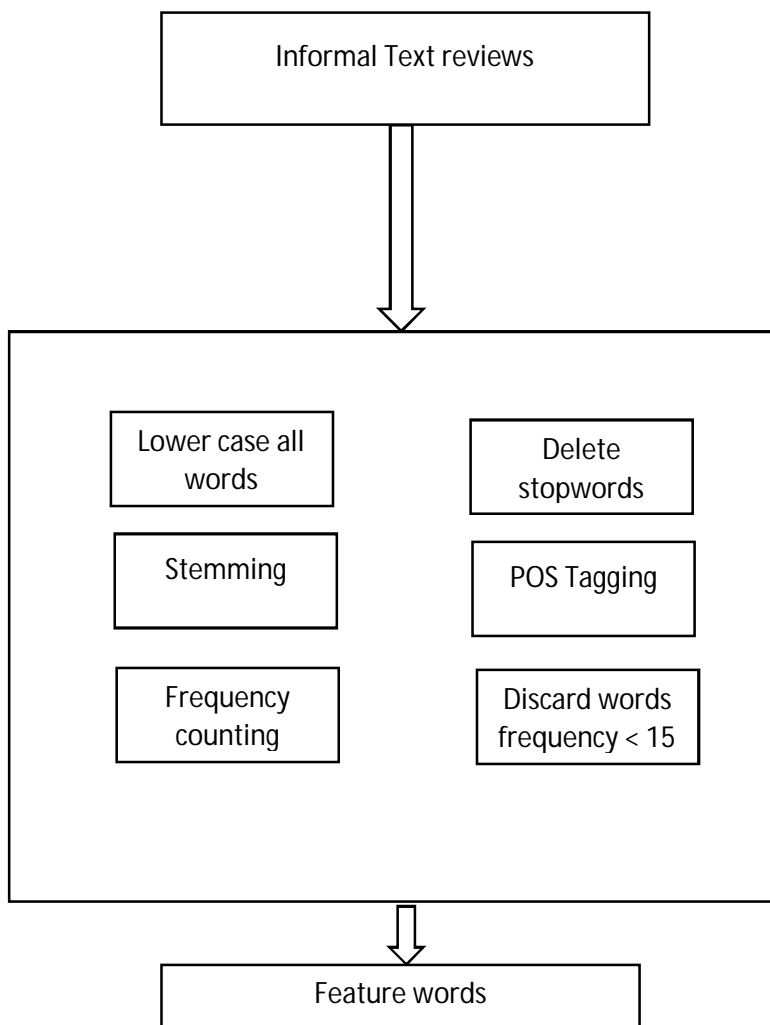 Informal Text reviews
Lower case all
words
Delete
stopwords
Stemming
POS Tagging
Frequency
counting
Discard words
frequency < 15
Feature words